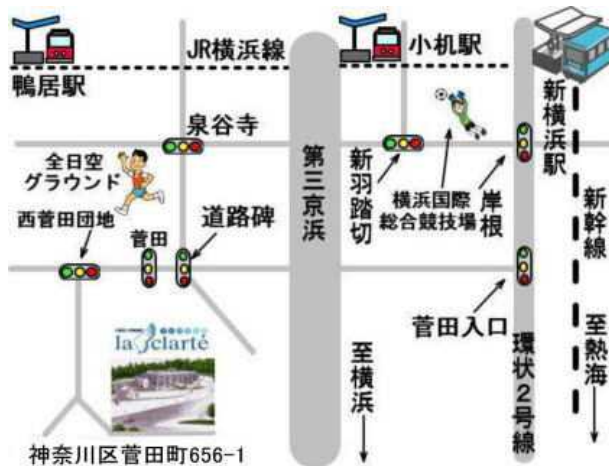 JR横浜線
小机駅
鴨居駅
新横浜駅
泉谷寺
第三京浜
全日空
グラウンド
新羽踏切
横浜国際
総合競技場
岸根
西菅田団地
菅田
道路碑
新幹線
菅田入口
環状2号線
至熱海
至横浜
la clarté
神奈川区菅田町656-1